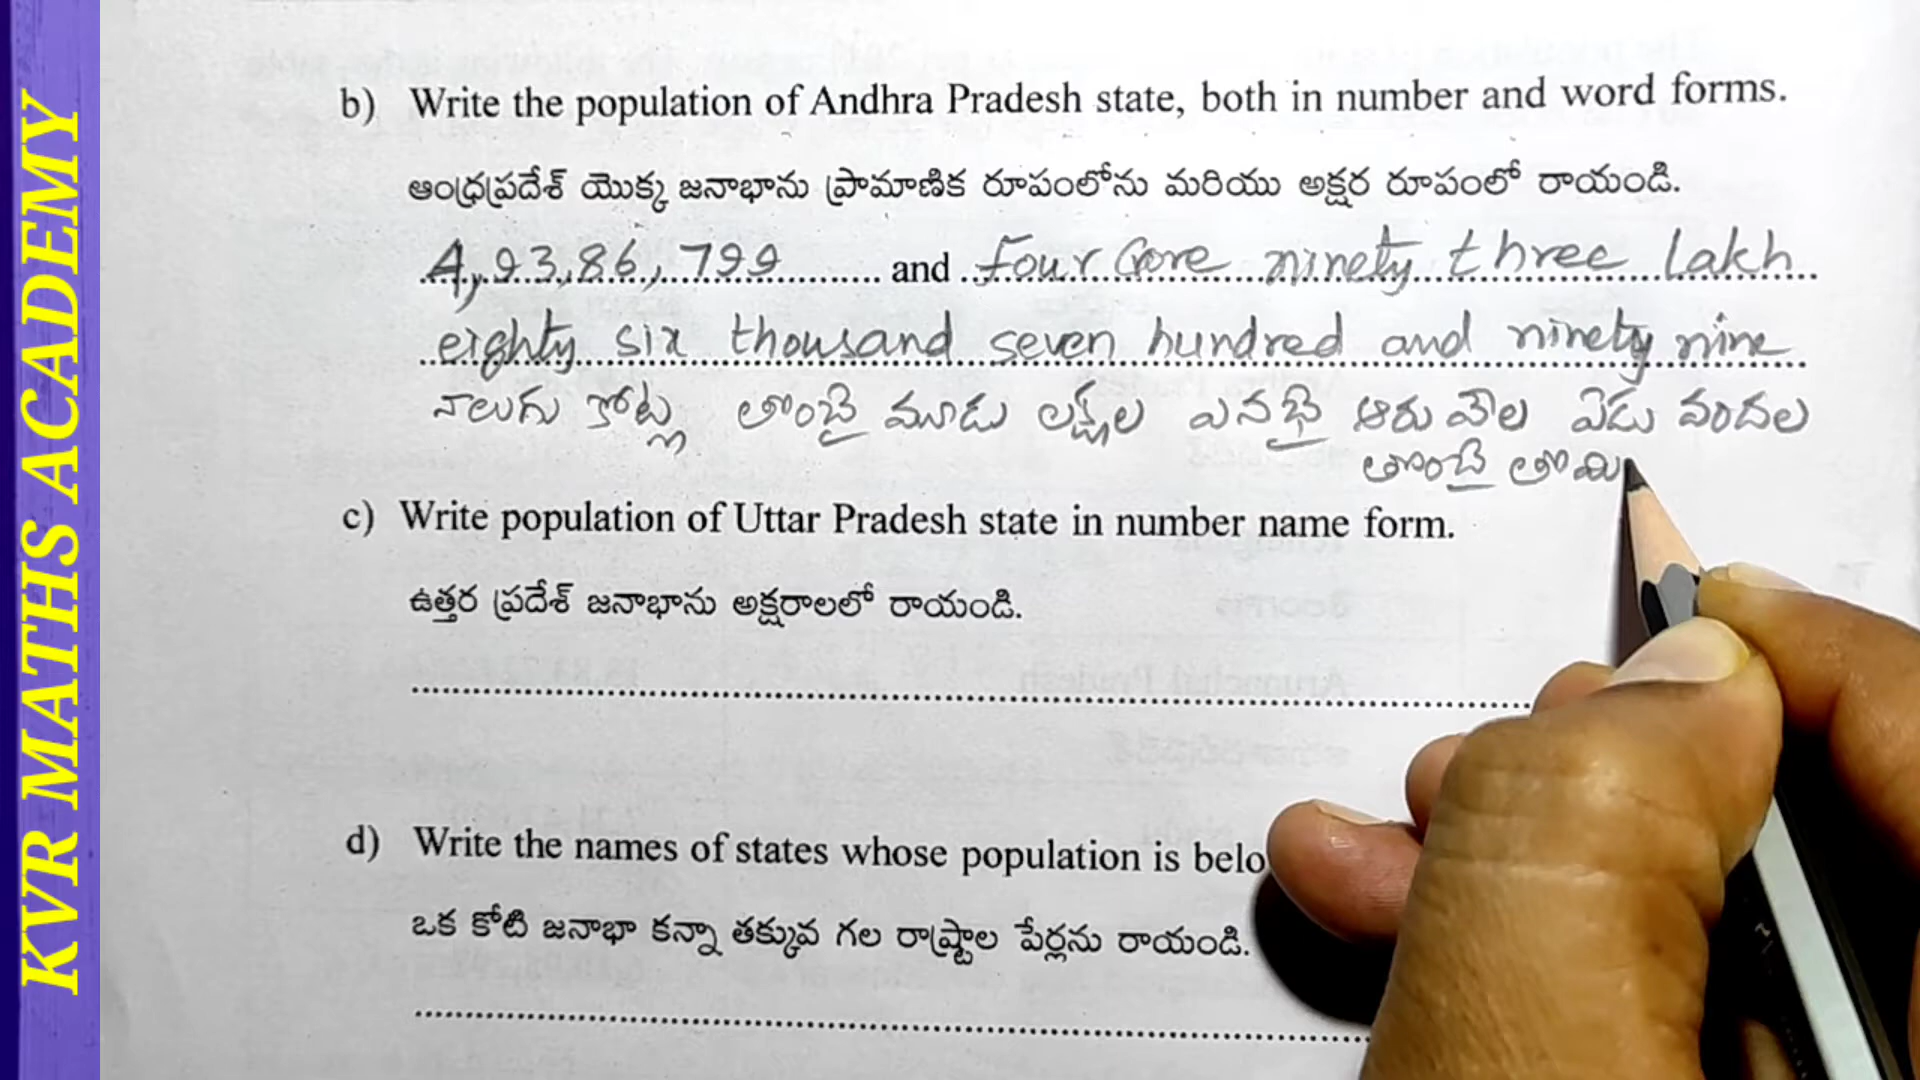 KVR MATHS ACADEMY
b) Write the population of Andhra Pradesh state, both in number and word forms.
ఆంధ్రప్రదేశ్ యొక్క జనాభాను ప్రామాణిక రూపంలోను మరియు అక్షర రూపంలో రాయండి.
4,93,86,799 and Four Crore ninety three lakh
eighty six thousand seven hundred and ninety nine
నాలుగు కోట్ల తొంబై మూడు లక్షల ఎనభై ఆరు వేల ఏడు వందల
తొంబై తొమి
c) Write population of Uttar Pradesh state in number name form.
ఉత్తర ప్రదేశ్ జనాభాను అక్షరాలలో రాయండి.
d) Write the names of states whose population is belo
ఒక కోటి జనాభా కన్నా తక్కువ గల రాష్ట్రాల పేర్లను రాయండి.